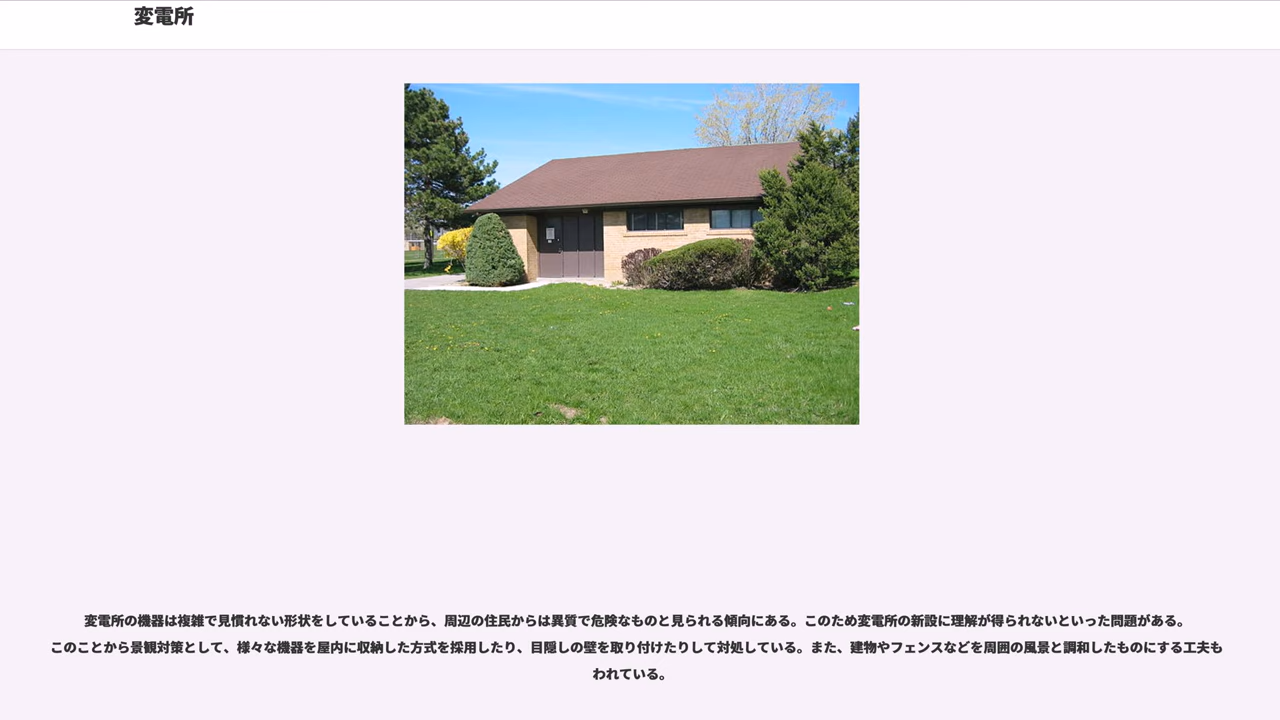 変電所
変電所の機器は複雑で見慣れない形状をしていることから、周辺の住民からは異質で危険なものと見られる傾向にある。このため変電所の新設に理解が得られないといった問題がある。
このことから景観対策として、様々な機器を屋内に収納した方式を採用したり、目隠しの壁を取り付けたりして対処している。また、建物やフェンスなどを周囲の風景と調和したものにする工夫も
われている。